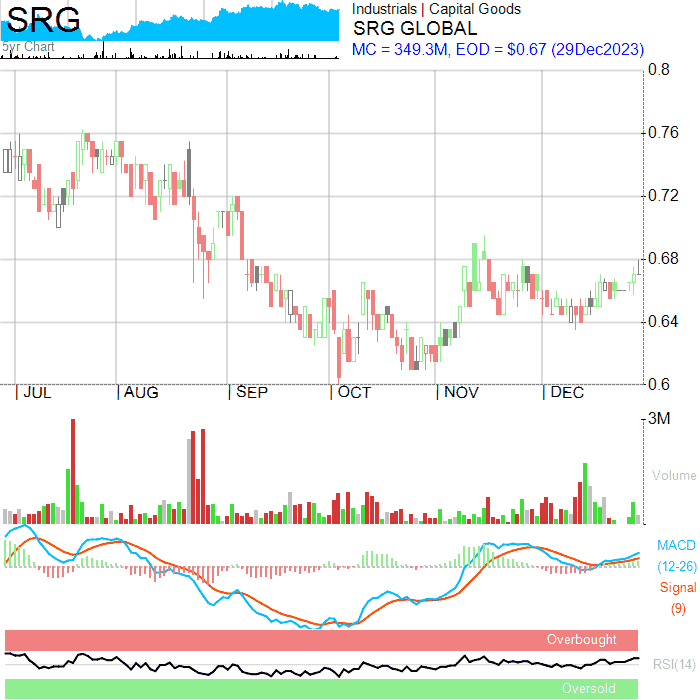 SRG
5yr Chart
Industrials | Capital Goods
SRG GLOBAL
MC = 349.3M, EOD = $0.67 (29Dec2023)
0.8
0.76
0.72
0.68
0.64
0.6
JUL AUG SEP OCT NOV DEC
3M
Volume
MACD
(12-26)
Signal
(9)
Overbought
RSI(14)
Oversold